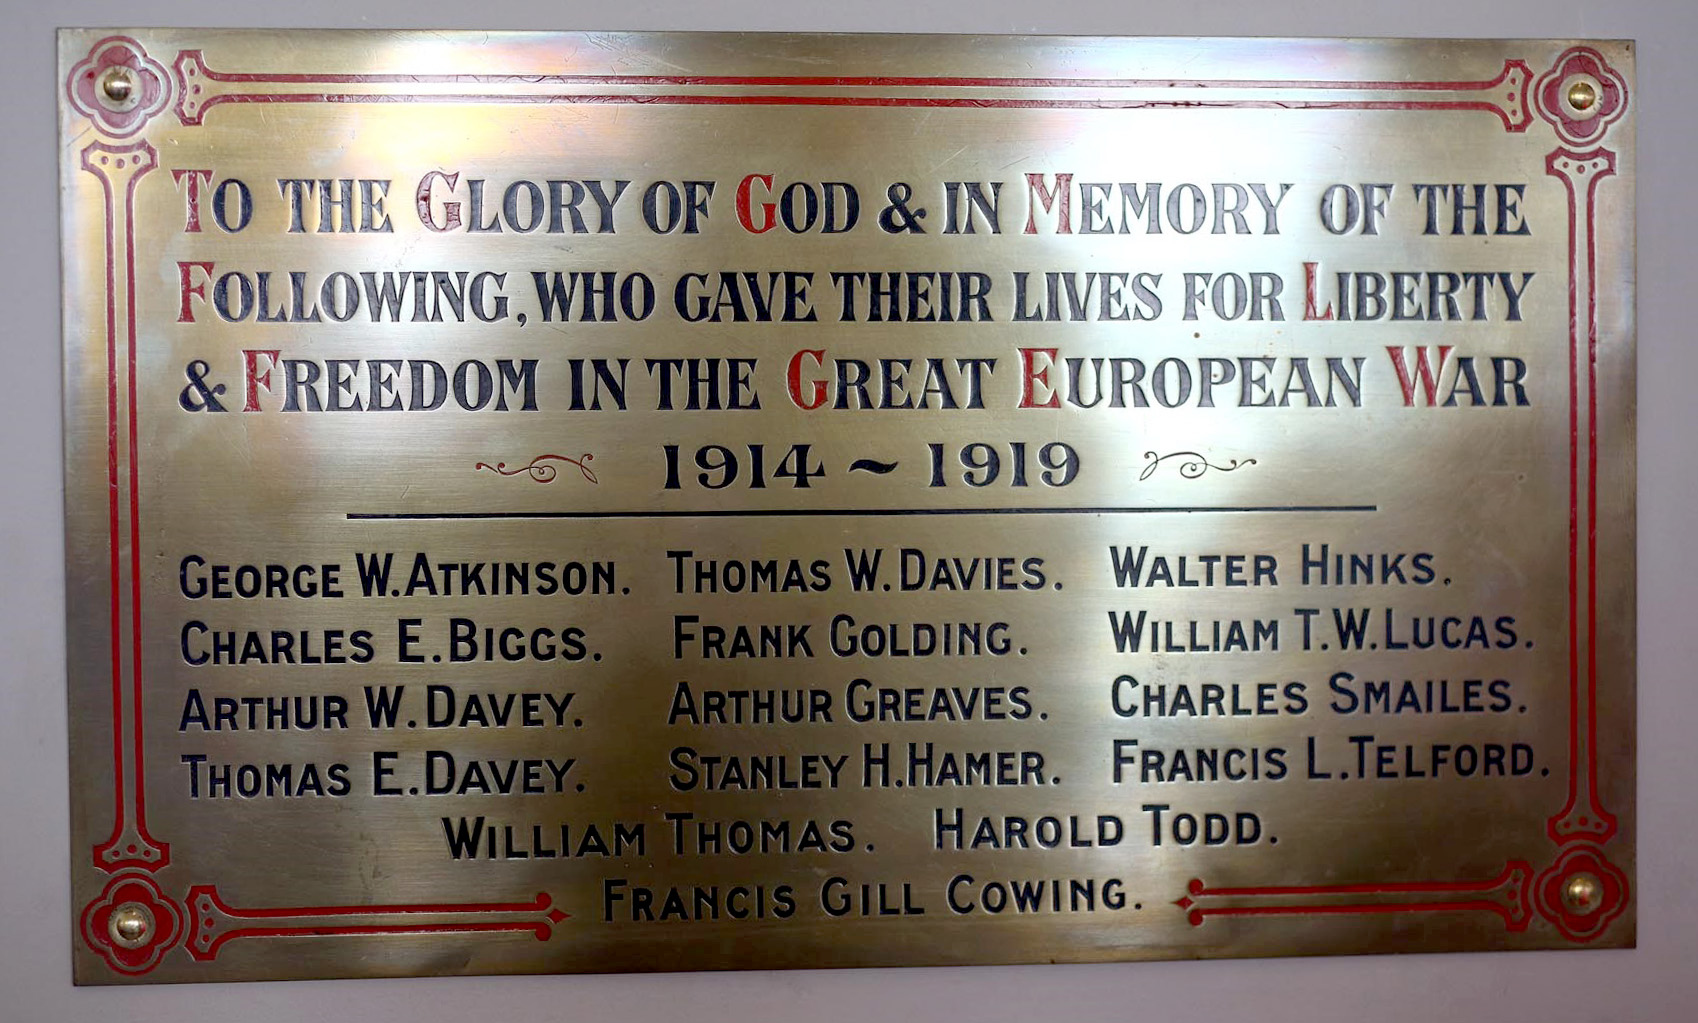 TO THE GLORY OF GOD & IN MEMORY OF THE
FOLLOWING, WHO GAVE THEIR LIVES FOR LIBERTY
& FREEDOM IN THE GREAT EUROPEAN WAR
1914 ~ 1919
GEORGE W. ATKINSON. THOMAS W. DAVIES. WALTER HINKS.
CHARLES E. BIGGS. FRANK GOLDING. WILLIAM T.W. LUCAS.
ARTHUR W. DAVEY. ARTHUR GREAVES. CHARLES SMAILES.
THOMAS E. DAVEY. STANLEY H. HAMER. FRANCIS L. TELFORD.
WILLIAM THOMAS. HAROLD TODD.
FRANCIS GILL COWING.